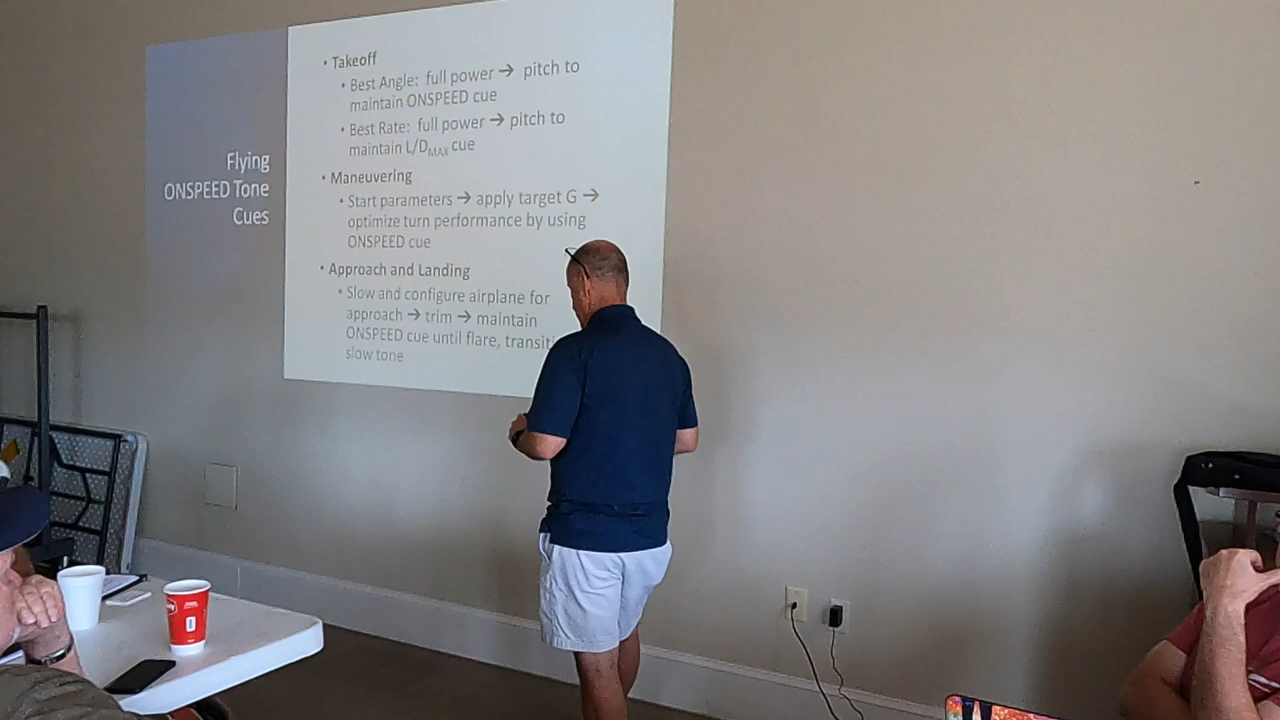 Flying
ONSPEED Tone
Cues
• Takeoff
• Best Angle: full power → pitch to
maintain ONSPEED cue
• Best Rate: full power → pitch to
maintain L/DMAX cue
• Maneuvering
• Start parameters → apply target G →
optimize turn performance by using
ONSPEED cue
• Approach and Landing
• Slow and configure airplane for
approach → trim → maintain
ONSPEED cue until flare,
slow tone